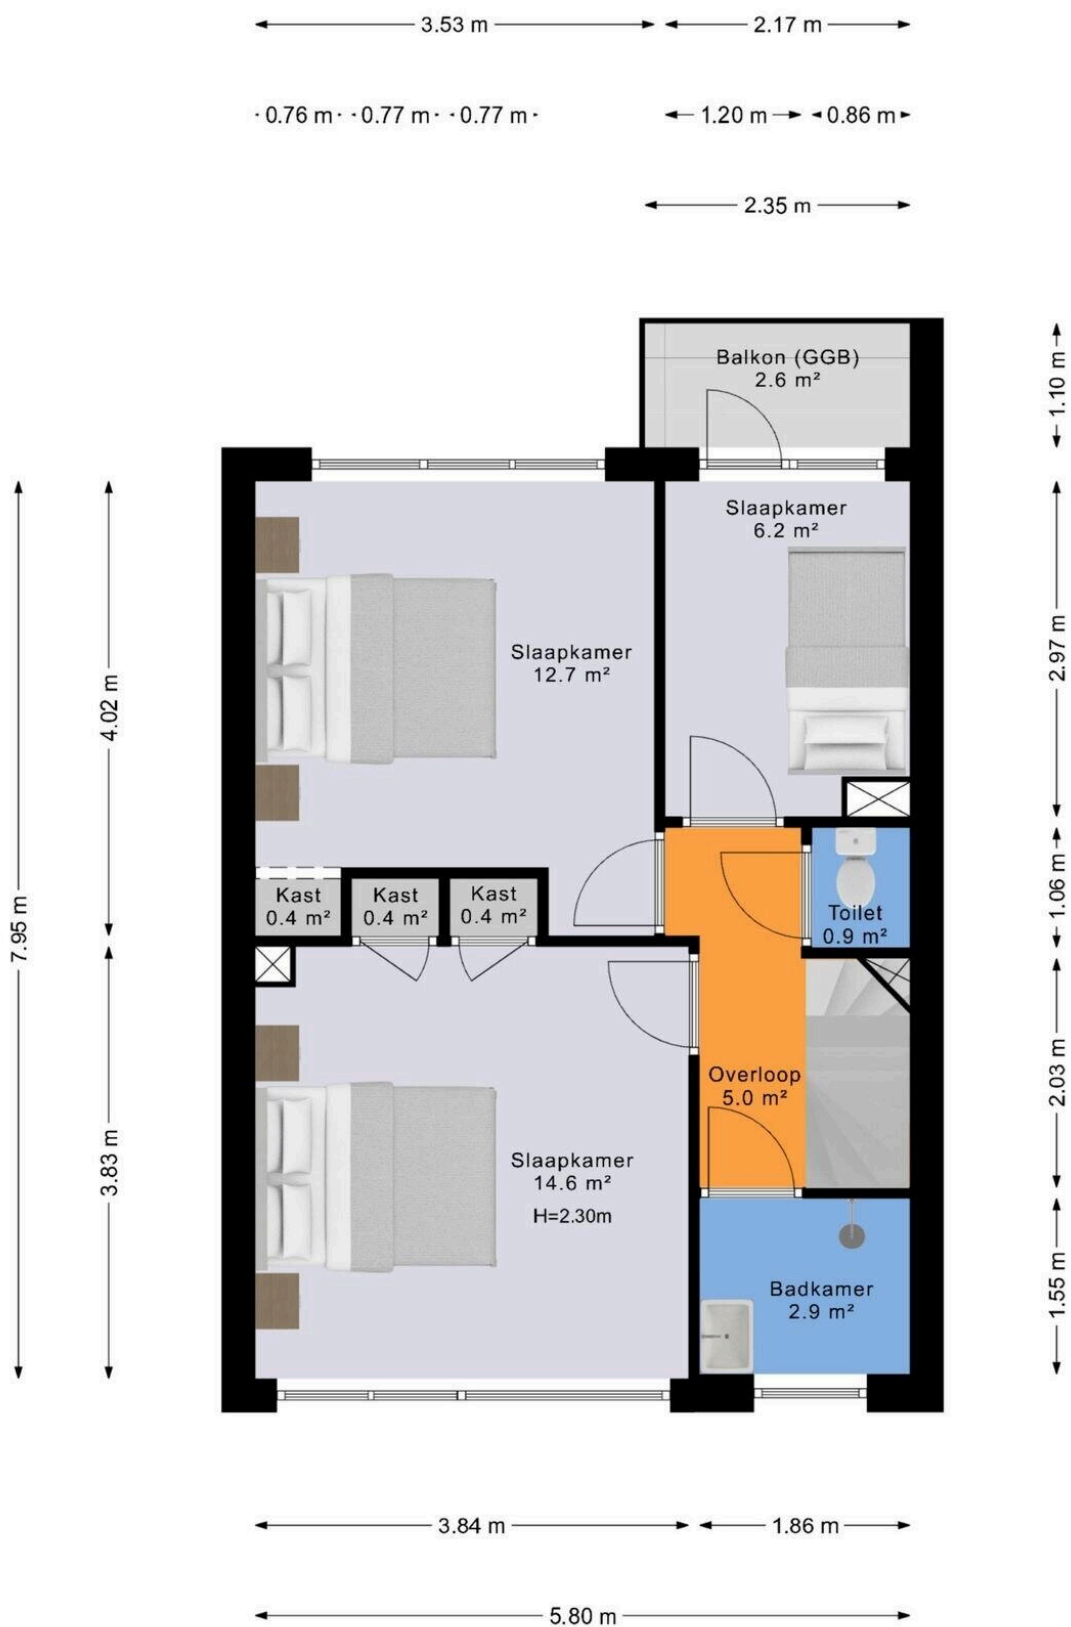 3.53 m
2.17 m
0.76 m
0.77 m
0.77 m
1.20 m
0.86 m
2.35 m
Balkon (GGB)
2.6 m²
1.10 m
Slaapkamer
6.2 m²
Slaapkamer
12.7 m²
2.97 m
4.02 m
7.95 m
Kast
0.4 m²
Kast
0.4 m²
Kast
0.4 m²
Toilet
0.9 m²
1.06 m
Overloop
5.0 m²
2.03 m
3.83 m
Slaapkamer
14.6 m²
H=2.30m
Badkamer
2.9 m²
1.55 m
3.84 m
1.86 m
5.80 m